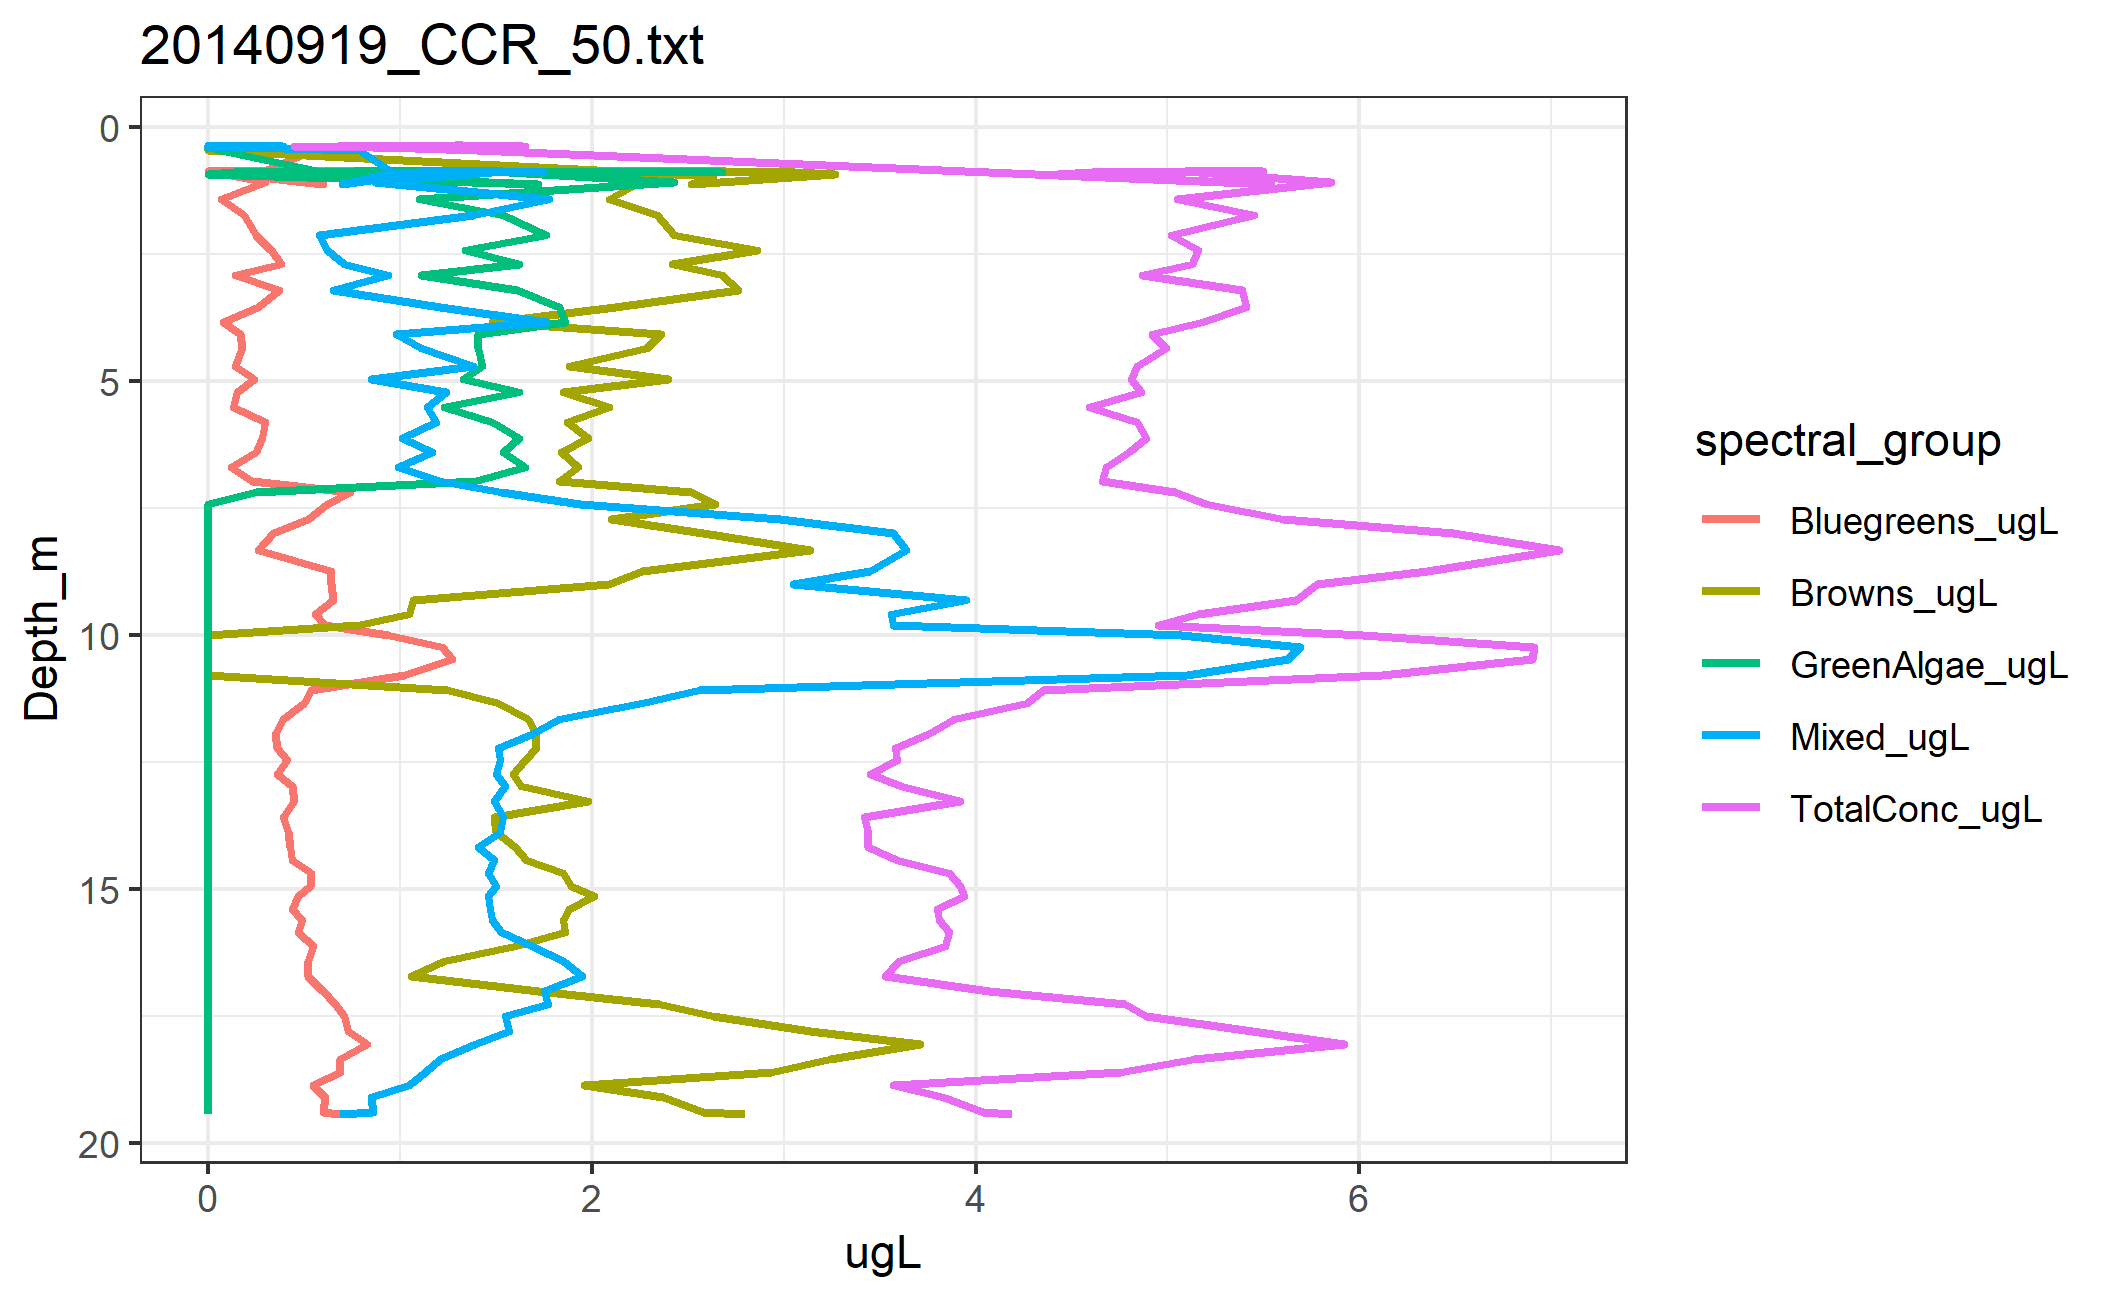 20140919_CCR_50.txt
0
5
10
15
20
Depth_m
0 2 4 6
ugL
spectral_group
Bluegreens_ugL
Browns_ugL
GreenAlgae_ugL
Mixed_ugL
TotalConc_ugL